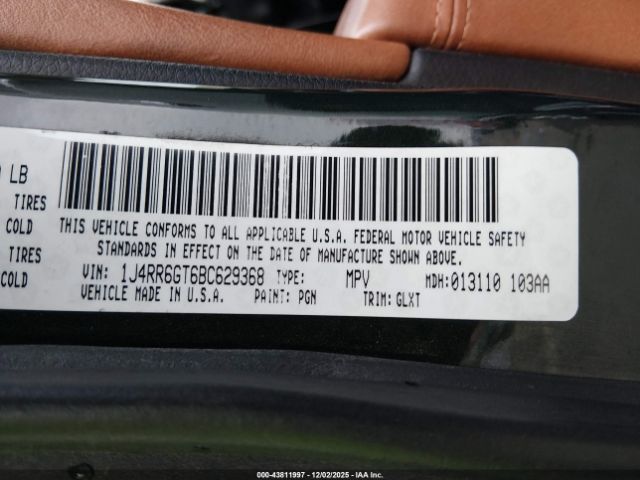 LB
TIRES
COLD
TIRES
COLD
THIS VEHICLE CONFORMS TO ALL APPLICABLE U.S.A. FEDERAL MOTOR VEHICLE SAFETY
STANDARDS IN EFFECT ON THE DATE OF MANUFACTURE SHOWN ABOVE.
VIN: 1J4RR6GT6BC629368 TYPE: MPV MDH: 013110 103AA
VEHICLE MADE IN U.S.A. PAINT: PGN TRIM: GLXT
000-43811997 - 12/02/2025 - IAA Inc.